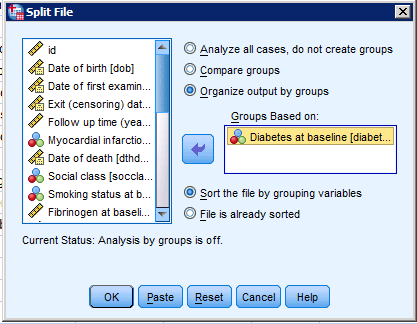 Split File
id
Date of birth [dob]
Date of first examin...
Exit (censoring) dat...
Follow up time (yea...
Myocardial infarctio...
Date of death [dthd...
Social class [soccla...
Smoking status at b...
Fibrinogen at baseli...
Analyze all cases, do not create groups
Compare groups
Organize output by groups
Groups Based on:
Diabetes at baseline [diabet...
Sort the file by grouping variables
File is already sorted
Current Status: Analysis by groups is off.
OK Paste Reset Cancel Help